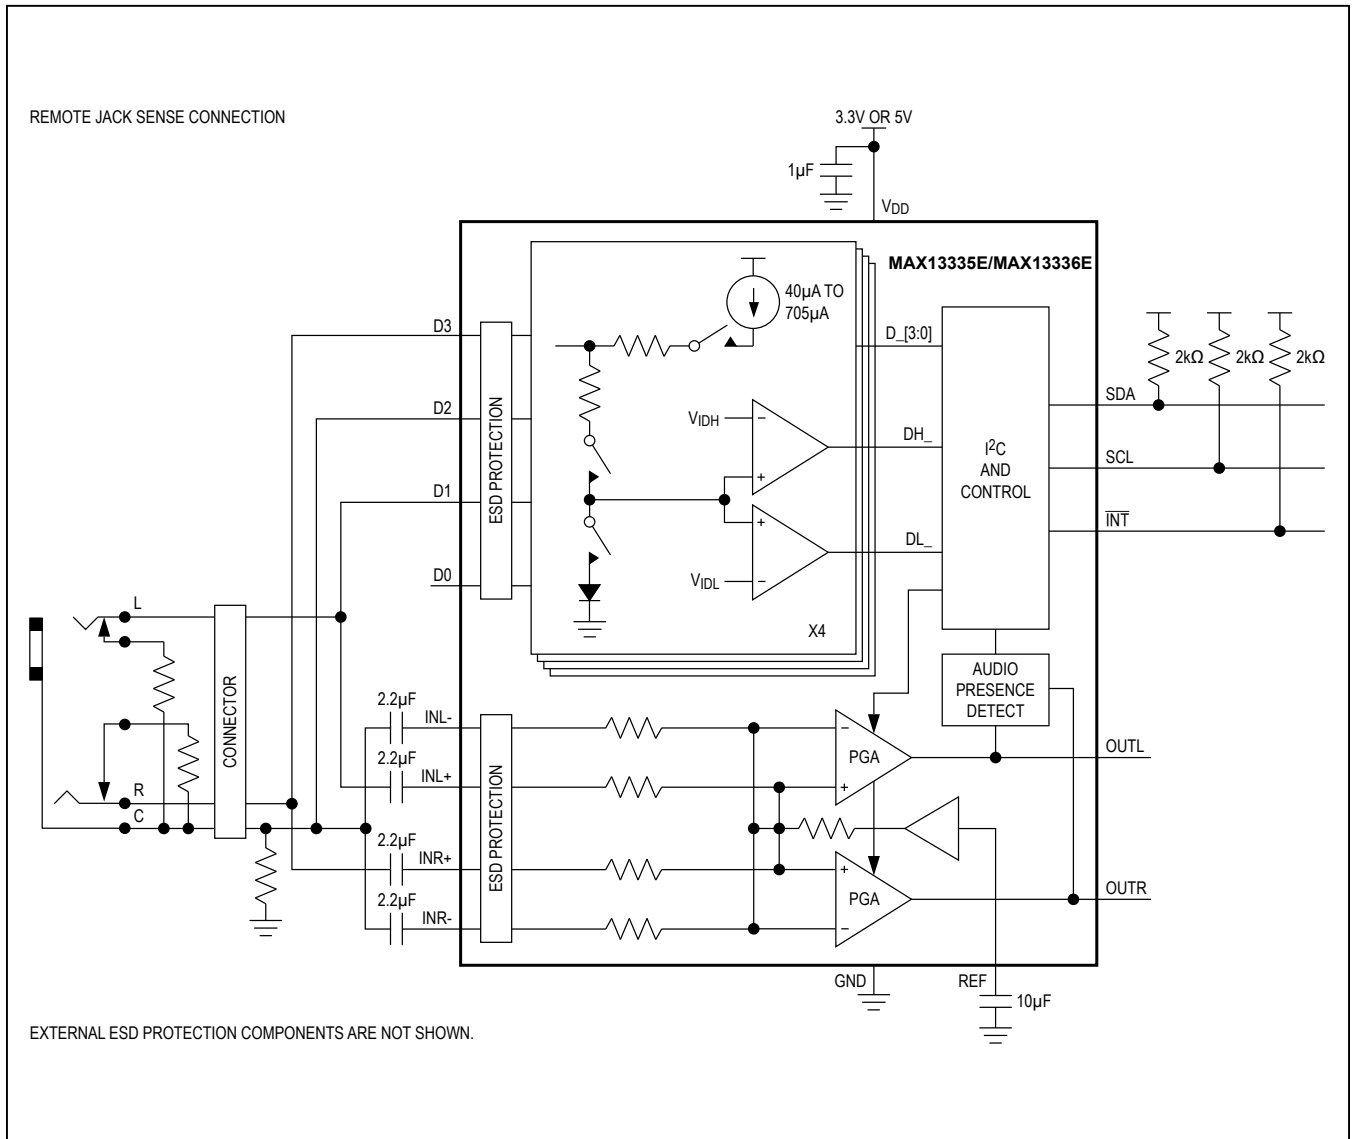 REMOTE JACK SENSE CONNECTION
3.3V OR 5V
1µF
VDD
MAX13335E/MAX13336E
40µA TO
705µA
D3
D_[3:0]
2kΩ
2kΩ
2kΩ
D2
VIDH
−
+
DH_
SDA
ESD PROTECTION
I²C
AND
CONTROL
SCL
D1
+
−
VIDL
DL_
INT
D0
X4
L
CONNECTOR
R
C
AUDIO
PRESENCE
DETECT
2.2µF
INL-
2.2µF
INL+
2.2µF
INR+
2.2µF
INR-
ESD PROTECTION
−
PGA
+
OUTL
+
PGA
−
OUTR
GND
REF
10µF
EXTERNAL ESD PROTECTION COMPONENTS ARE NOT SHOWN.